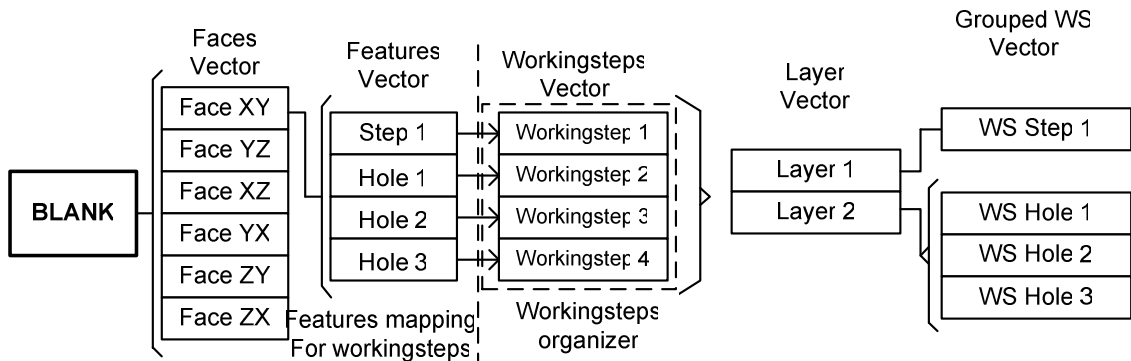 BLANK
Faces
Vector
Face XY
Face YZ
Face XZ
Face YX
Face ZY
Face ZX
Features
Vector
Step 1
Hole 1
Hole 2
Hole 3
Features mapping
For workingsteps
Workingsteps
Vector
Workingstep 1
Workingstep 2
Workingstep 3
Workingstep 4
Workingsteps
organizer
Layer
Vector
Layer 1
Layer 2
Grouped WS
Vector
WS Step 1
WS Hole 1
WS Hole 2
WS Hole 3